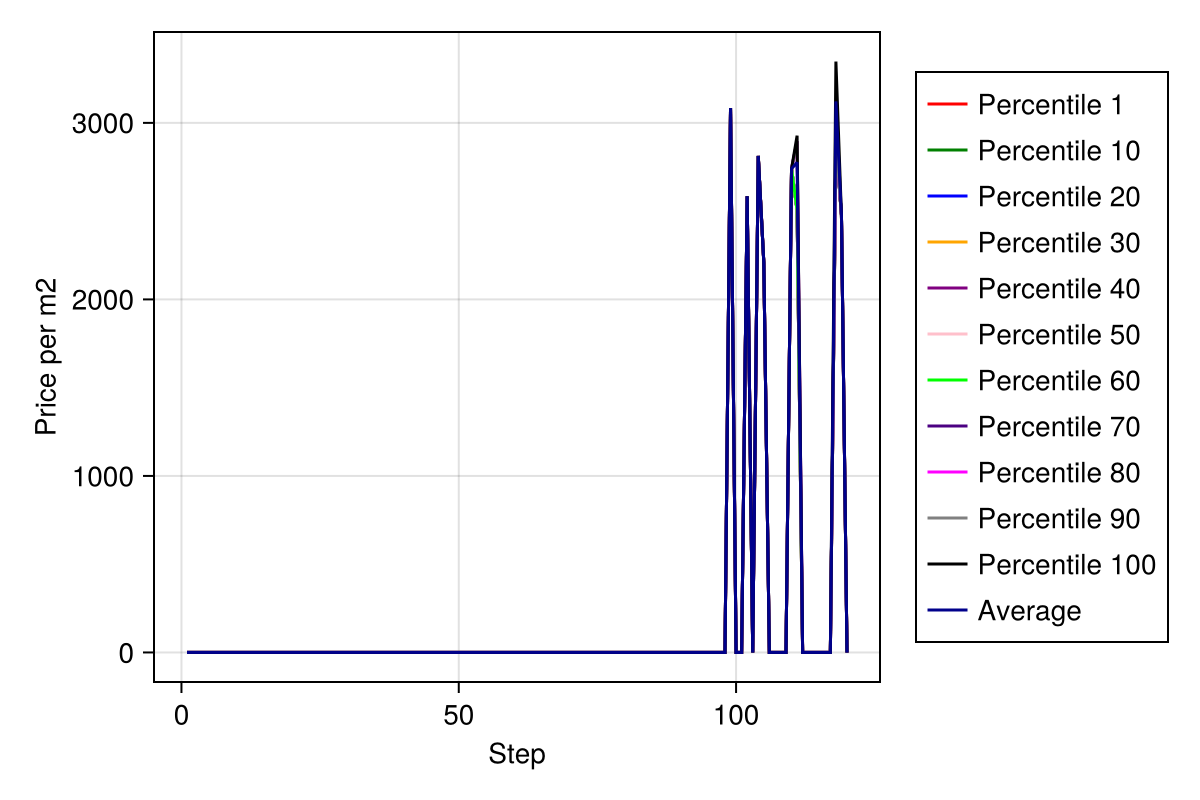 3000
2000
1000
0
Price per m2
0
50
100
Step
Percentile 1
Percentile 10
Percentile 20
Percentile 30
Percentile 40
Percentile 50
Percentile 60
Percentile 70
Percentile 80
Percentile 90
Percentile 100
Average